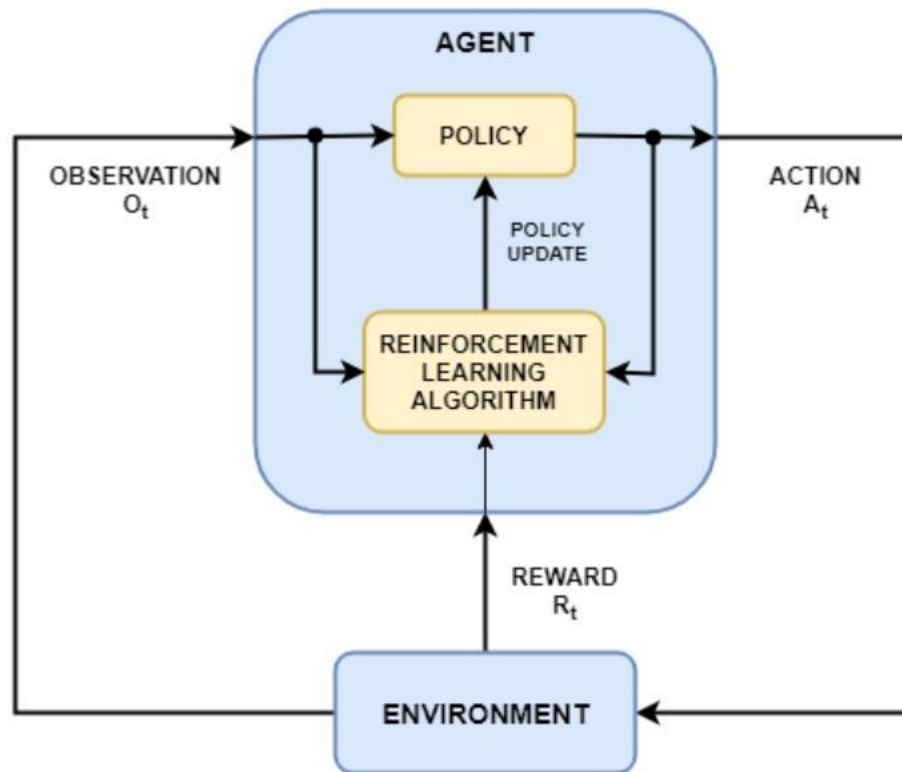 AGENT
POLICY
OBSERVATION
Oₜ
ACTION
Aₜ
POLICY
UPDATE
REINFORCEMENT
LEARNING
ALGORITHM
REWARD
Rₜ
ENVIRONMENT